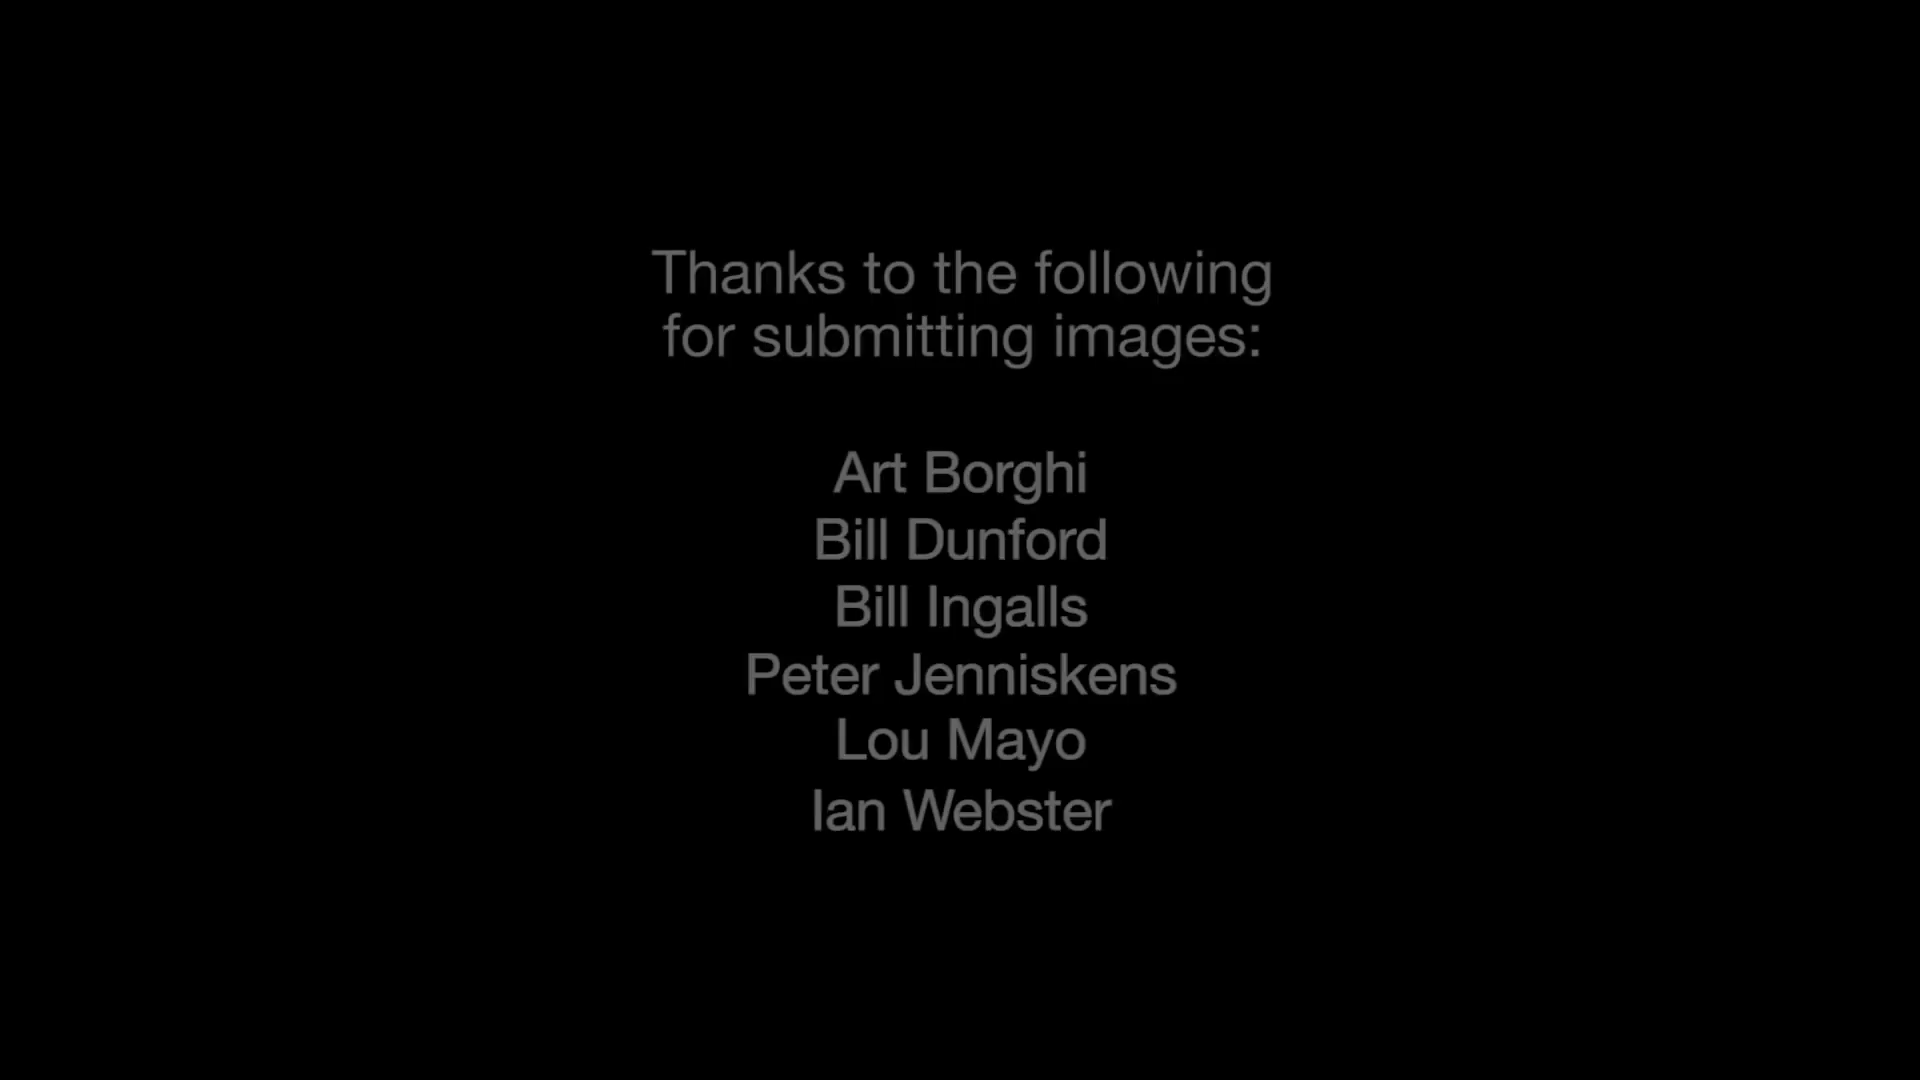 Thanks to the following
for submitting images:
Art Borghi
Bill Dunford
Bill Ingalls
Peter Jenniskens
Lou Mayo
Ian Webster